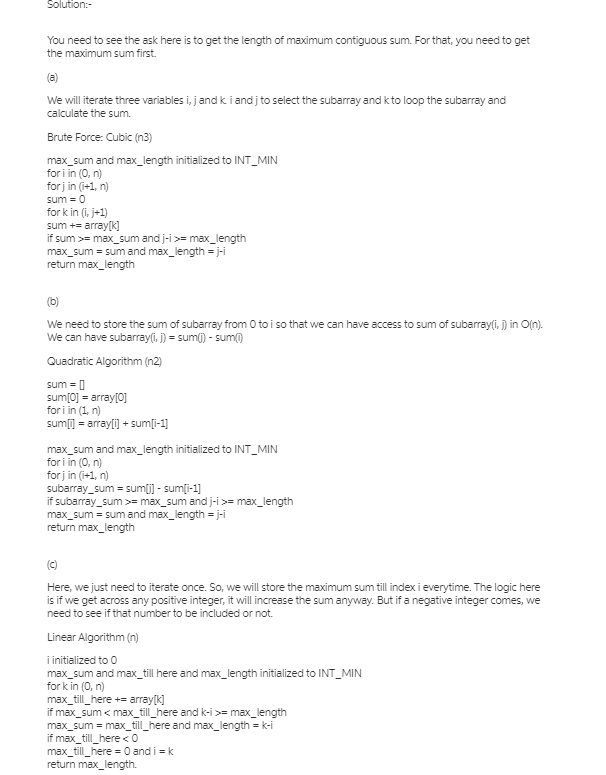 Solution:-
You need to see the ask here is to get the length of maximum contiguous sum. For that, you need to get
the maximum sum first.
(a)
We will iterate three variables i, j and k. i and j to select the subarray and k to loop the subarray and
calculate the sum.
Brute Force: Cubic (n3)
max_sum and max_length initialized to INT_MIN
for i in (0, n)
for j in (i+1, n)
sum = 0
for k in (i, j+1)
sum += array[k]
if sum >= max_sum and j-i >= max_length
max_sum = sum and max_length = j-i
return max_length
(b)
We need to store the sum of subarray from 0 to i so that we can have access to sum of subarray(i, j) in O(n).
We can have subarray(i, j) = sum(j) - sum(i)
Quadratic Algorithm (n2)
sum = []
sum[0] = array[0]
for i in (1, n)
sum[i] = array[i] + sum[i-1]
max_sum and max_length initialized to INT_MIN
for i in (0, n)
for j in (i+1, n)
subarray_sum = sum[j] - sum[i-1]
if subarray_sum >= max_sum and j-i >= max_length
max_sum = sum and max_length = j-i
return max_length
(c)
Here, we just need to iterate once. So, we will store the maximum sum till index i everytime. The logic here
is if we get across any positive integer, it will increase the sum anyway. But if a negative integer comes, we
need to see if that number to be included or not.
Linear Algorithm (n)
i initialized to 0
max_sum and max_till here and max_length initialized to INT_MIN
for k in (0, n)
max_till_here += array[k]
if max_sum < max_till_here and k-i >= max_length
max_sum = max_till_here and max_length = k-i
if max_till_here < 0
max_till_here = 0 and i = k
return max_length.